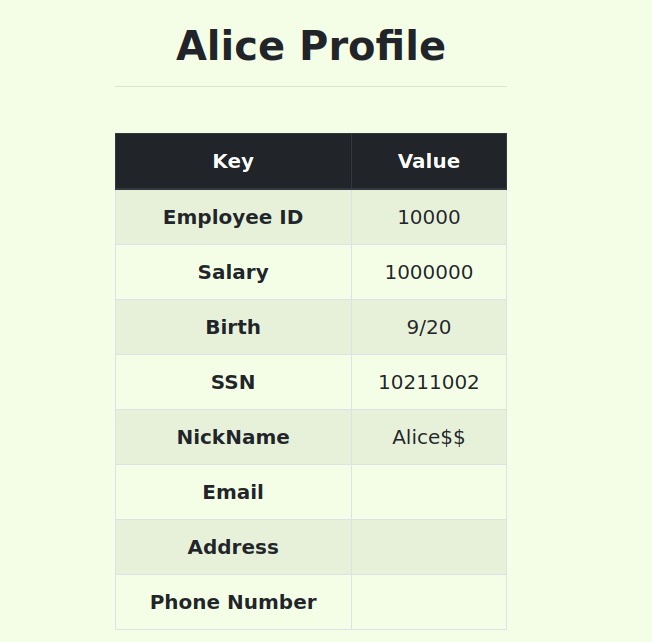 Alice Profile
Key Value
Employee ID 10000
Salary 1000000
Birth 9/20
SSN 10211002
NickName Alice$$
Email
Address
Phone Number